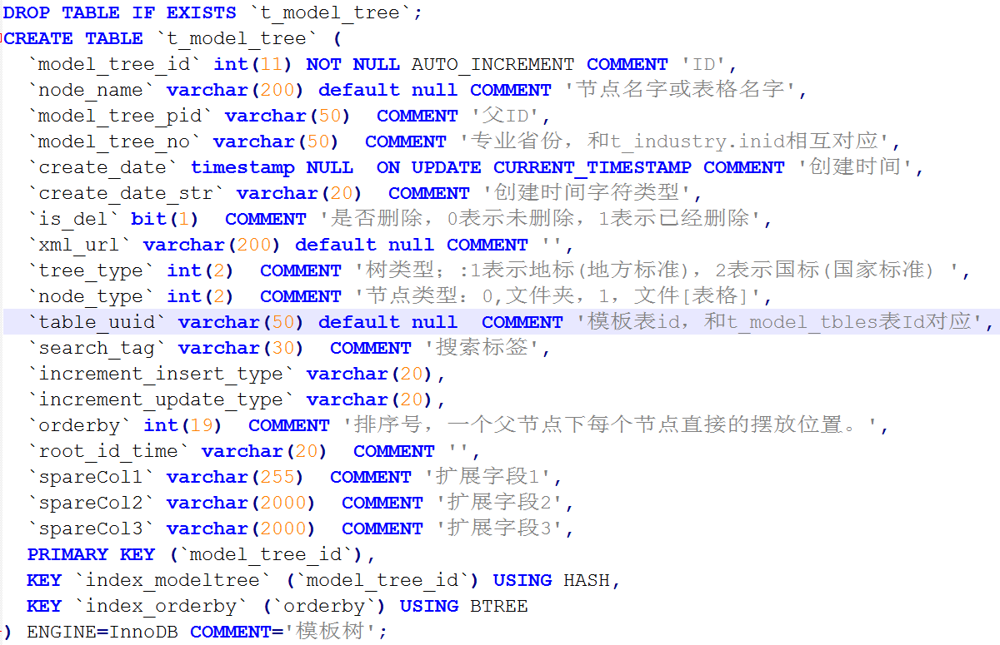 DROP TABLE IF EXISTS `t_model_tree`;
CREATE TABLE `t_model_tree` (
`model_tree_id` int(11) NOT NULL AUTO_INCREMENT COMMENT 'ID',
`node_name` varchar(200) default null COMMENT '节点名字或表格名字',
`model_tree_pid` varchar(50) COMMENT '父ID',
`model_tree_no` varchar(50) COMMENT '专业省份，和t_industry.inid相互对应',
`create_date` timestamp NULL ON UPDATE CURRENT_TIMESTAMP COMMENT '创建时间',
`create_date_str` varchar(20) COMMENT '创建时间字符类型',
`is_del` bit(1) COMMENT '是否删除，0表示未删除，1表示已经删除',
`xml_url` varchar(200) default null COMMENT '',
`tree_type` int(2) COMMENT '树类型；:1表示地标(地方标准)，2表示国标(国家标准) ',
`node_type` int(2) COMMENT '节点类型：0,文件夹，1，文件[表格]',
`table_uuid` varchar(50) default null COMMENT '模板表id，和t_model_tbles表Id对应',
`search_tag` varchar(30) COMMENT '搜索标签',
`increment_insert_type` varchar(20),
`increment_update_type` varchar(20),
`orderby` int(19) COMMENT '排序号，一个父节点下每个节点直接的摆放位置。',
`root_id_time` varchar(20) COMMENT '',
`spareCol1` varchar(255) COMMENT '扩展字段1',
`spareCol2` varchar(2000) COMMENT '扩展字段2',
`spareCol3` varchar(2000) COMMENT '扩展字段3',
PRIMARY KEY (`model_tree_id`),
KEY `index_modeltree` (`model_tree_id`) USING HASH,
KEY `index_orderby` (`orderby`) USING BTREE
) ENGINE=InnoDB COMMENT='模板树';